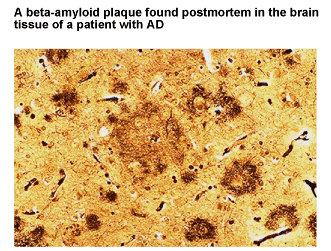 A beta-amyloid plaque found postmortem in the brain
tissue of a patient with AD